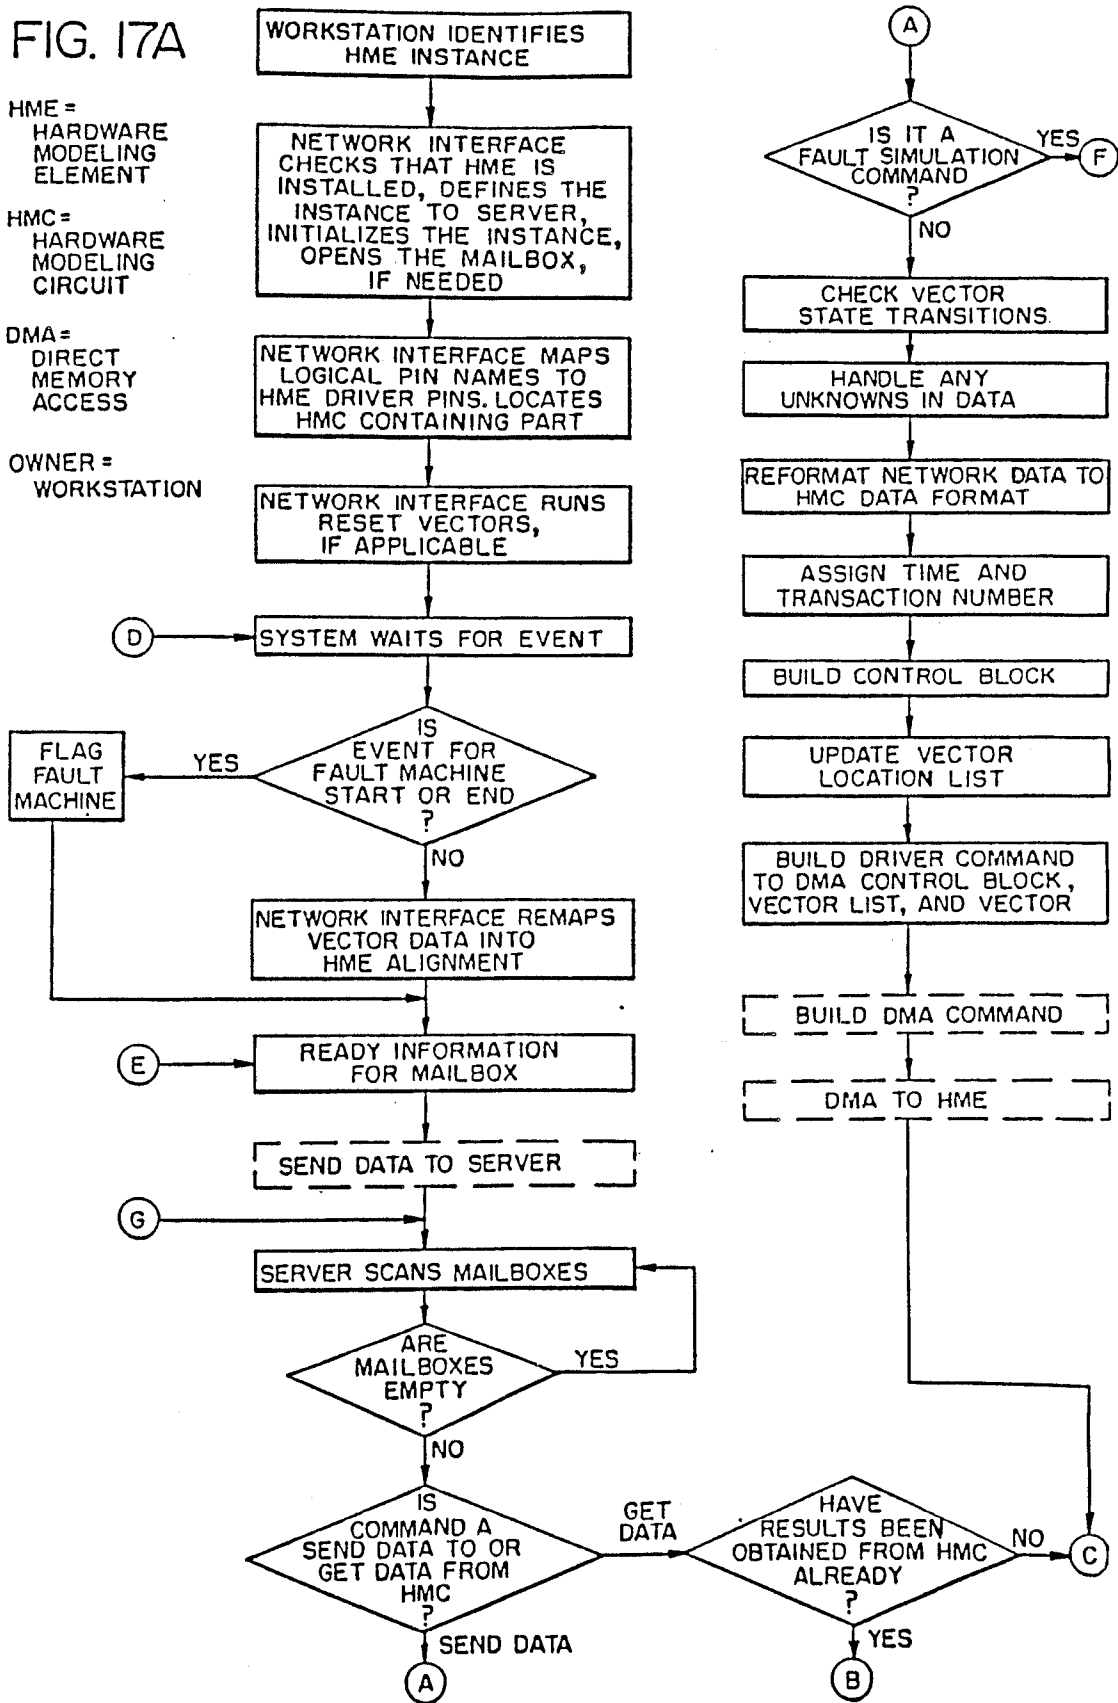 FIG. 17A
HME =
HARDWARE
MODELING
ELEMENT
HMC =
HARDWARE
MODELING
CIRCUIT
DMA =
DIRECT
MEMORY
ACCESS
OWNER =
WORKSTATION
WORKSTATION IDENTIFIES
HME INSTANCE
NETWORK INTERFACE
CHECKS THAT HME IS
INSTALLED, DEFINES THE
INSTANCE TO SERVER,
INITIALIZES THE INSTANCE,
OPENS THE MAILBOX,
IF NEEDED
NETWORK INTERFACE MAPS
LOGICAL PIN NAMES TO
HME DRIVER PINS. LOCATES
HMC CONTAINING PART
NETWORK INTERFACE RUNS
RESET VECTORS,
IF APPLICABLE
D
SYSTEM WAITS FOR EVENT
IS
EVENT FOR
FAULT MACHINE
START OR END
?
YES
FLAG
FAULT
MACHINE
NO
NETWORK INTERFACE REMAPS
VECTOR DATA INTO
HME ALIGNMENT
E
READY INFORMATION
FOR MAILBOX
SEND DATA TO SERVER
G
SERVER SCANS MAILBOXES
ARE
MAILBOXES
EMPTY
?
YES
NO
IS
COMMAND A
SEND DATA TO OR
GET DATA FROM
HMC
?
SEND DATA
A
GET
DATA
HAVE
RESULTS BEEN
OBTAINED FROM HMC
ALREADY
?
NO
C
YES
B
A
IS IT A
FAULT SIMULATION
COMMAND
?
YES
F
NO
CHECK VECTOR
STATE TRANSITIONS
HANDLE ANY
UNKNOWNS IN DATA
REFORMAT NETWORK DATA TO
HMC DATA FORMAT
ASSIGN TIME AND
TRANSACTION NUMBER
BUILD CONTROL BLOCK
UPDATE VECTOR
LOCATION LIST
BUILD DRIVER COMMAND
TO DMA CONTROL BLOCK,
VECTOR LIST, AND VECTOR
BUILD DMA COMMAND
DMA TO HME